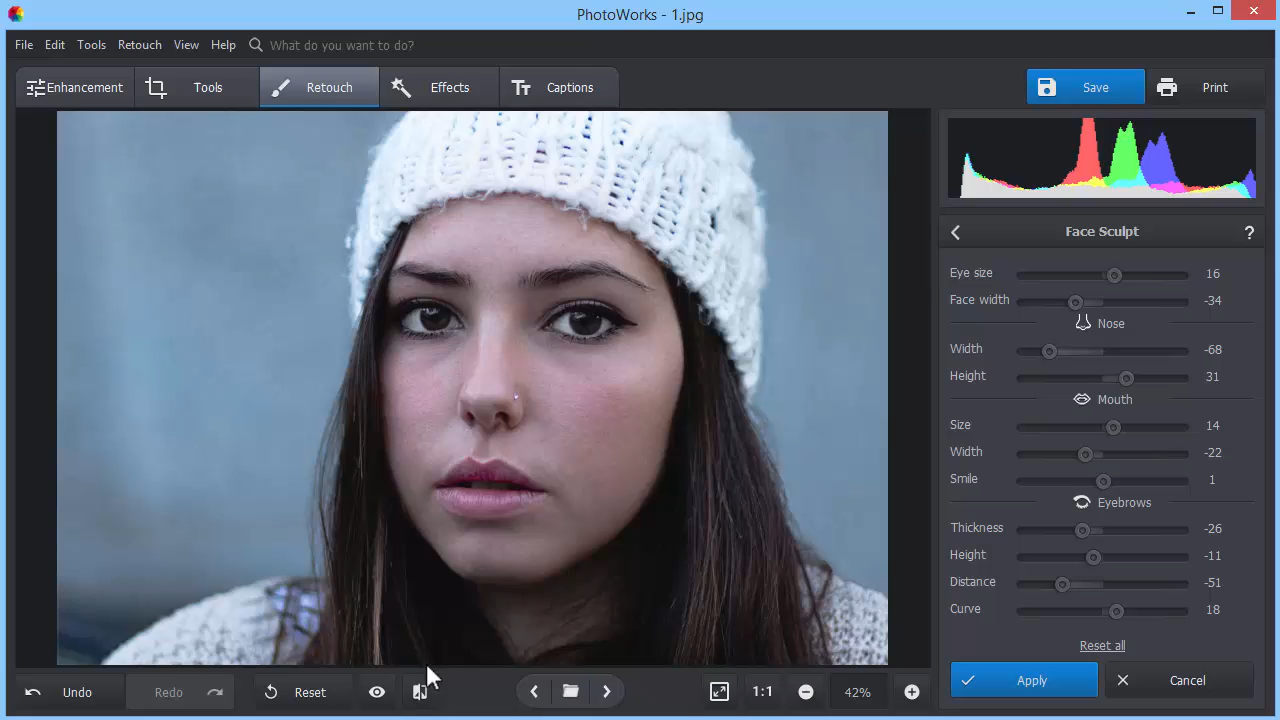 PhotoWorks - 1.jpg
File Edit Tools Retouch View Help What do you want to do?
Enhancement Tools Retouch Effects Captions Save Print
Face Sculpt ?
Eye size 16
Face width -34
Nose
Width -68
Height 31
Mouth
Size 14
Width -22
Smile 1
Eyebrows
Thickness -26
Height -11
Distance -51
Curve 18
Reset all
Undo Redo Reset 1:1 42% Apply Cancel